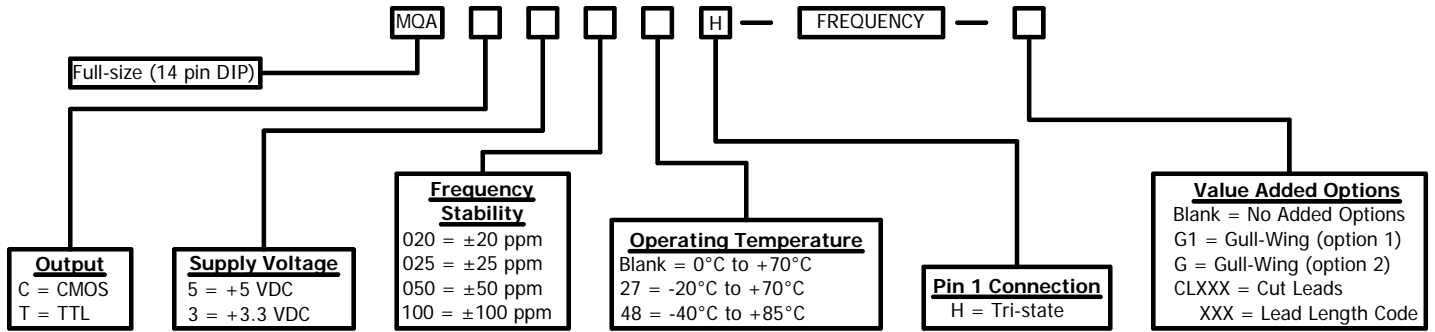 MQA H FREQUENCY
Full-size (14 pin DIP)
Output
C = CMOS
T = TTL
Supply Voltage
5 = +5 VDC
3 = +3.3 VDC
Frequency
Stability
020 = ±20 ppm
025 = ±25 ppm
050 = ±50 ppm
100 = ±100 ppm
Operating Temperature
Blank = 0°C to +70°C
27 = -20°C to +70°C
48 = -40°C to +85°C
Pin 1 Connection
H = Tri-state
Value Added Options
Blank = No Added Options
G1 = Gull-Wing (option 1)
G = Gull-Wing (option 2)
CLXXX = Cut Leads
XXX = Lead Length Code